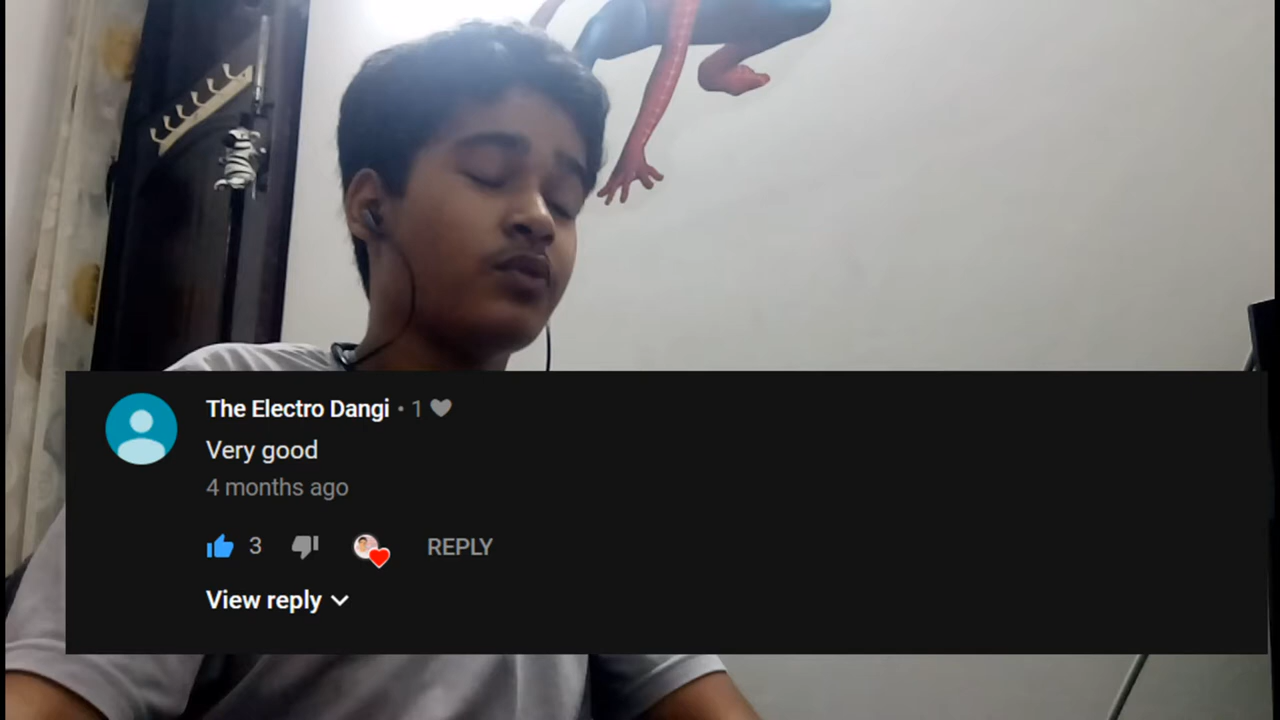 The Electro Dangi • 1
Very good
4 months ago
3
REPLY
View reply